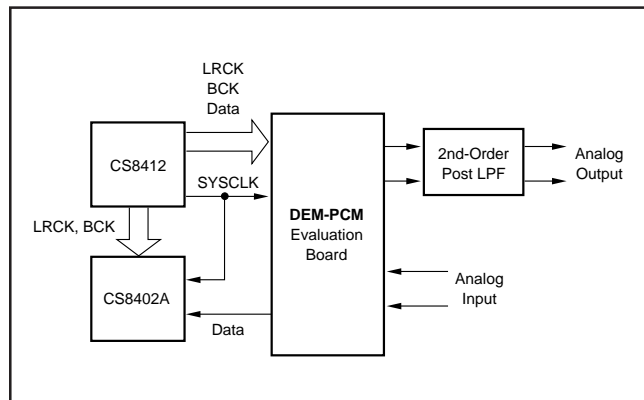 LRCK
BCK
Data
CS8412
SYSCLK
LRCK, BCK
CS8402A
Data
DEM-PCM
Evaluation
Board
2nd-Order
Post LPF
Analog
Output
Analog
Input